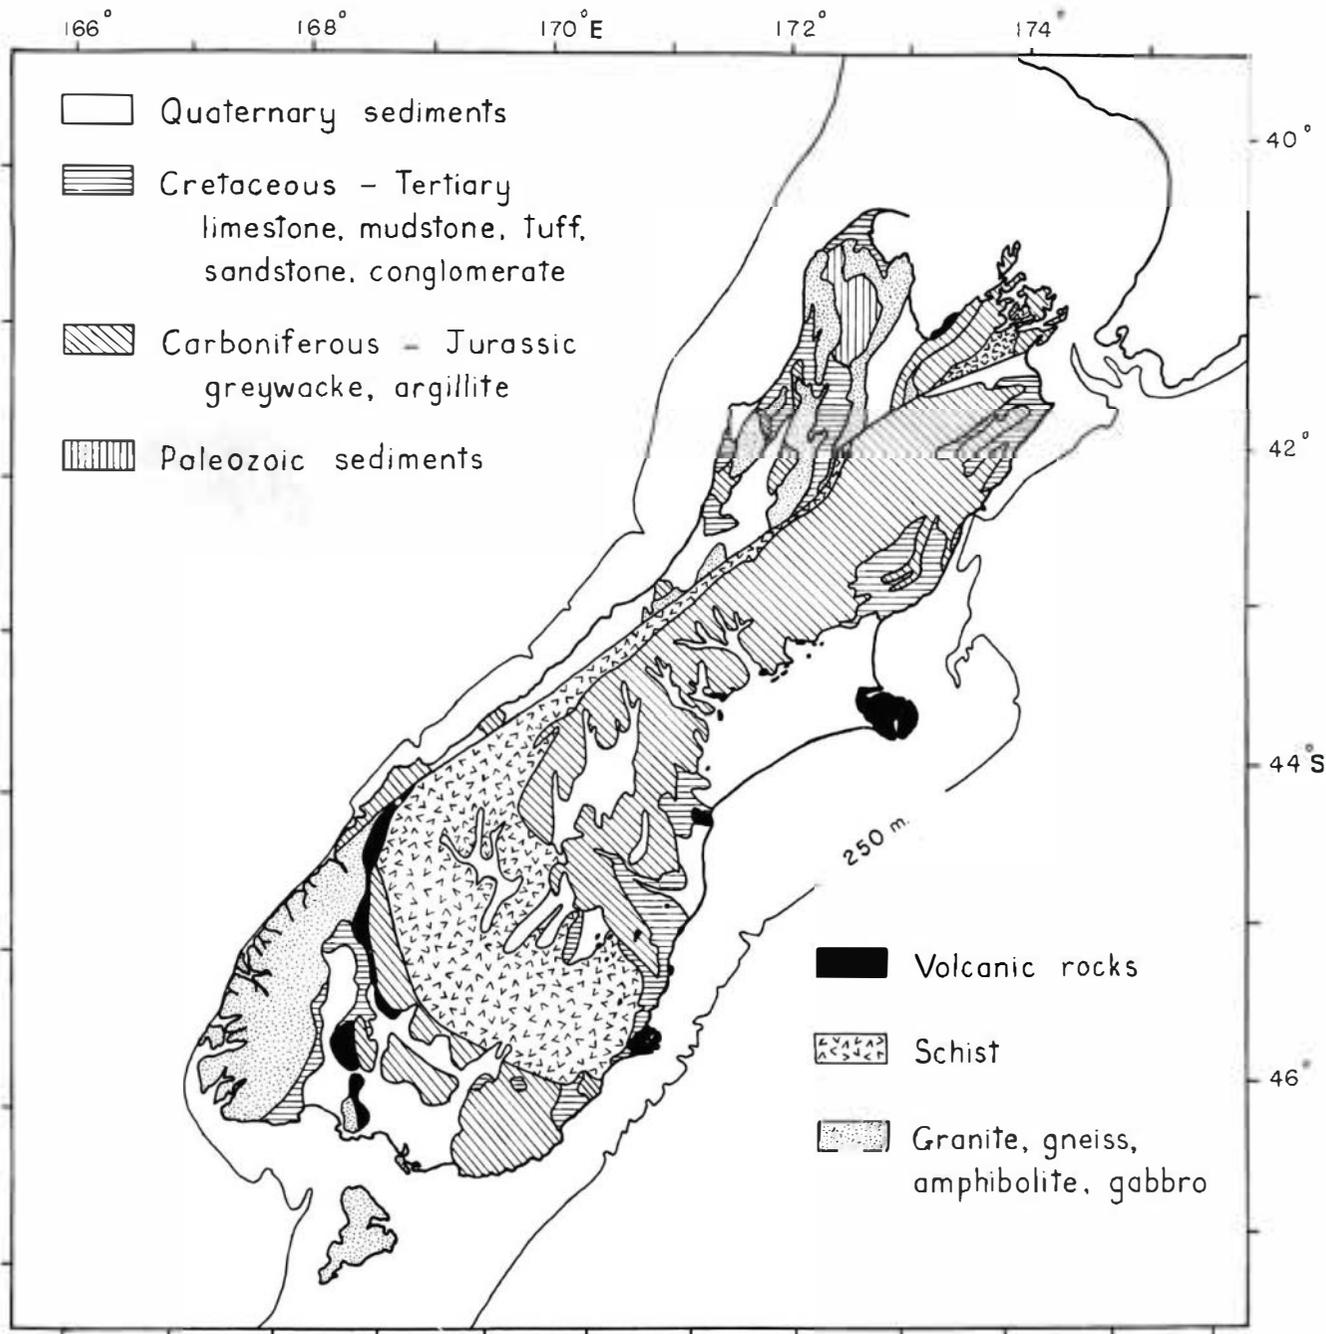 166° 168° 170°E 172° 174°
Quaternary sediments
40°
Cretaceous - Tertiary
limestone, mudstone, tuff,
sandstone, conglomerate
Carboniferous - Jurassic
greywacke, argillite
42°
Paleozoic sediments
44°S
250 m.
Volcanic rocks
Schist
46°
Granite, gneiss,
amphibolite, gabbro